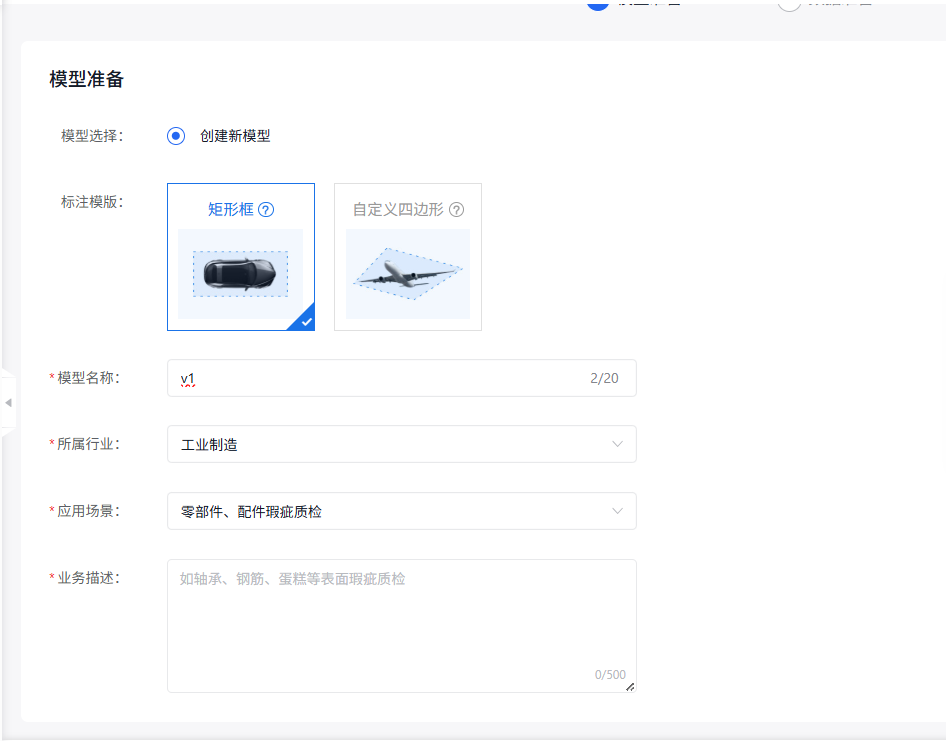 模型准备
模型选择：
创建新模型
标注模版：
矩形框
自定义四边形
*模型名称：
v1
2/20
*所属行业：
工业制造
*应用场景：
零部件、配件瑕疵质检
*业务描述：
如轴承、钢筋、蛋糕等表面瑕疵质检
0/500